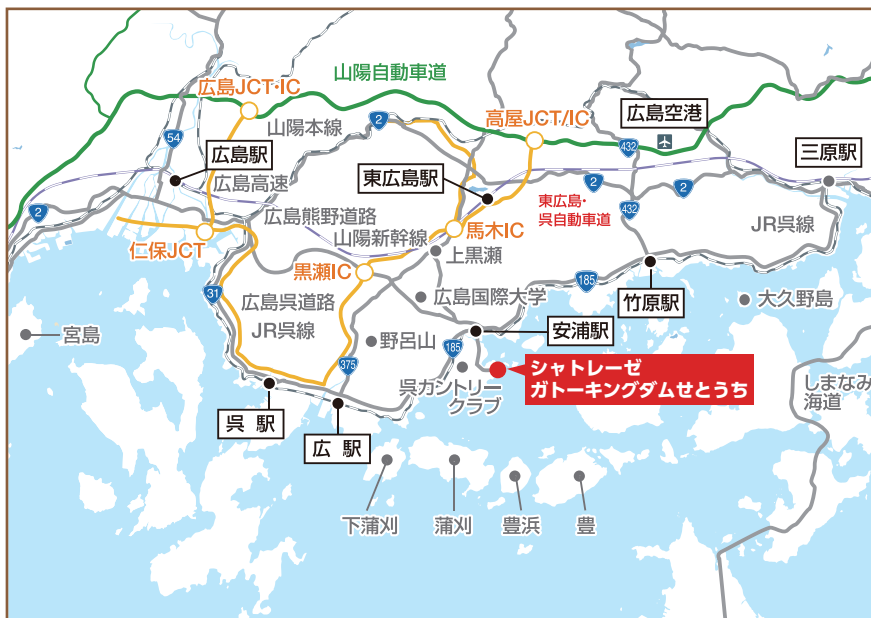 山陽自動車道
広島JCT・IC
2
高屋JCT/IC
広島空港
54
山陽本線
432
三原駅
広島駅
広島高速
東広島駅
2
2
東広島・
呉自動車道
432
2
広島熊野道路
山陽新幹線
馬木IC
JR呉線
仁保JCT
上黒瀬
黒瀬IC
31
広島呉道路
広島国際大学
185
竹原駅
大久野島
宮島
JR呉線
野呂山
185
安浦駅
375
シャトレーゼ
ガトーキングダムせとうち
呉カントリー
クラブ
しまなみ
海道
呉 駅
広 駅
下蒲刈
蒲刈
豊浜
豊